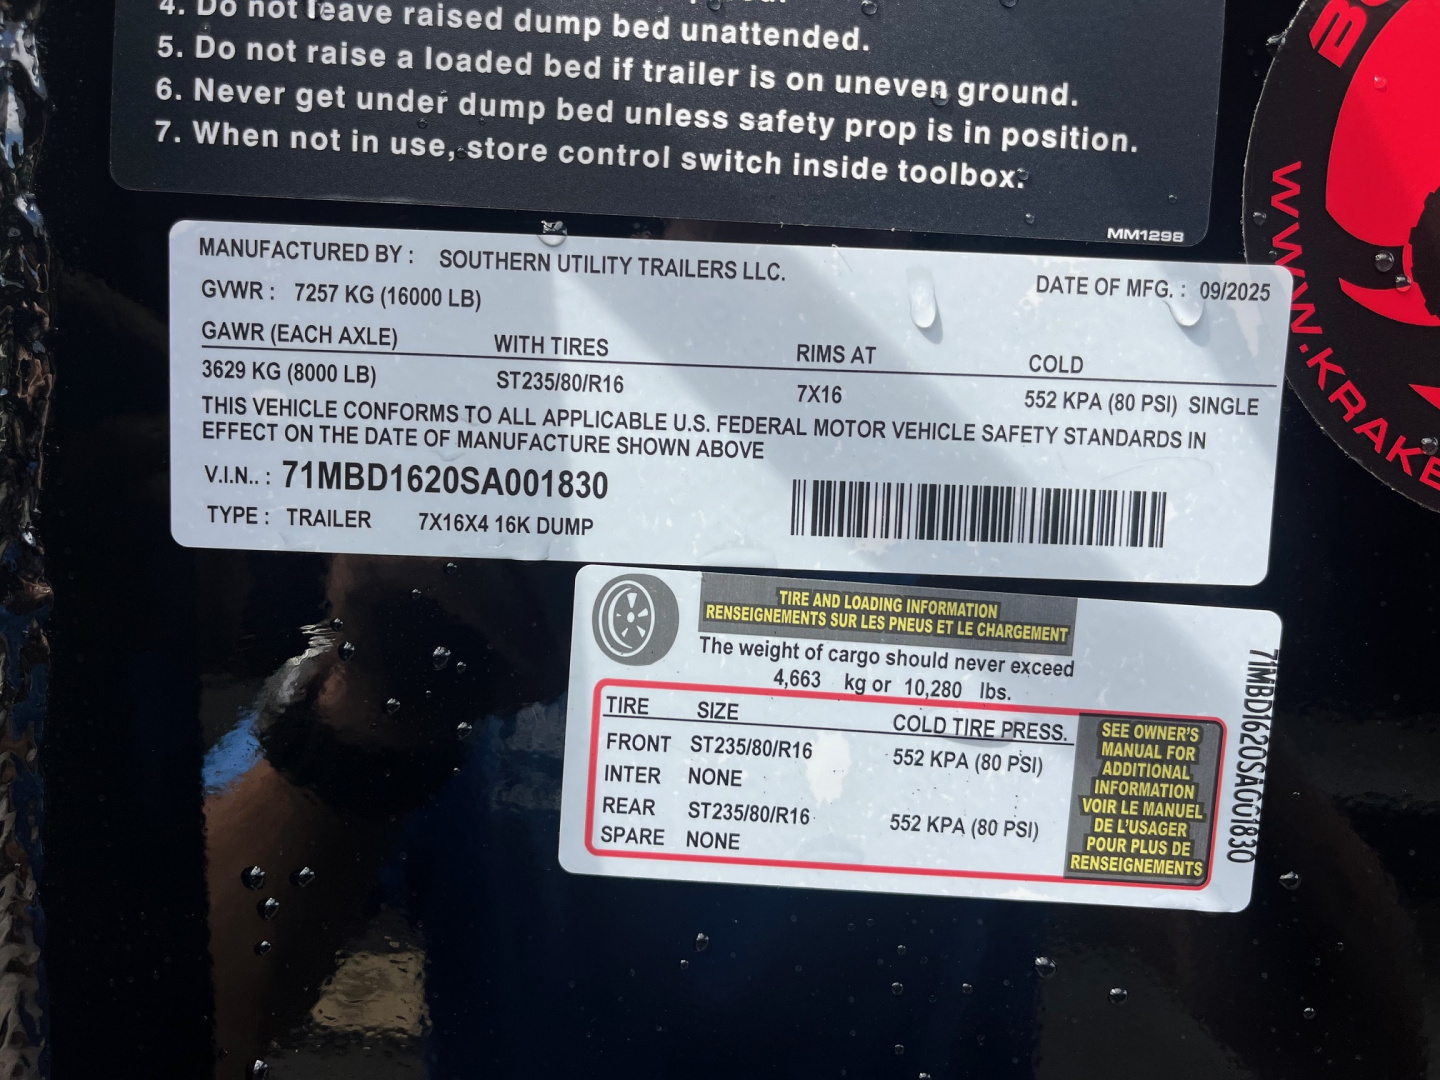 4. Do not leave raised dump bed unattended.
5. Do not raise a loaded bed if trailer is on uneven ground.
6. Never get under dump bed unless safety prop is in position.
7. When not in use, store control switch inside toolbox.
MM1298
MANUFACTURED BY : SOUTHERN UTILITY TRAILERS LLC. DATE OF MFG. : 09/2025
GVWR : 7257 KG (16000 LB)
GAWR (EACH AXLE) WITH TIRES RIMS AT COLD
3629 KG (8000 LB) ST235/80/R16 7X16 552 KPA (80 PSI) SINGLE
THIS VEHICLE CONFORMS TO ALL APPLICABLE U.S. FEDERAL MOTOR VEHICLE SAFETY STANDARDS IN
EFFECT ON THE DATE OF MANUFACTURE SHOWN ABOVE
V.I.N.. : 71MBD1620SA001830
TYPE : TRAILER 7X16X4 16K DUMP
TIRE AND LOADING INFORMATION
RENSEIGNEMENTS SUR LES PNEUS ET LE CHARGEMENT
The weight of cargo should never exceed
4,663 kg or 10,280 lbs.
TIRE SIZE COLD TIRE PRESS.
FRONT ST235/80/R16 552 KPA (80 PSI)
INTER NONE
REAR ST235/80/R16 552 KPA (80 PSI)
SPARE NONE
SEE OWNER'S
MANUAL FOR
ADDITIONAL
INFORMATION
VOIR LE MANUEL
DE L'USAGER
POUR PLUS DE
RENSEIGNEMENTS
71MBD1620SA001830
WWW.KRAKE